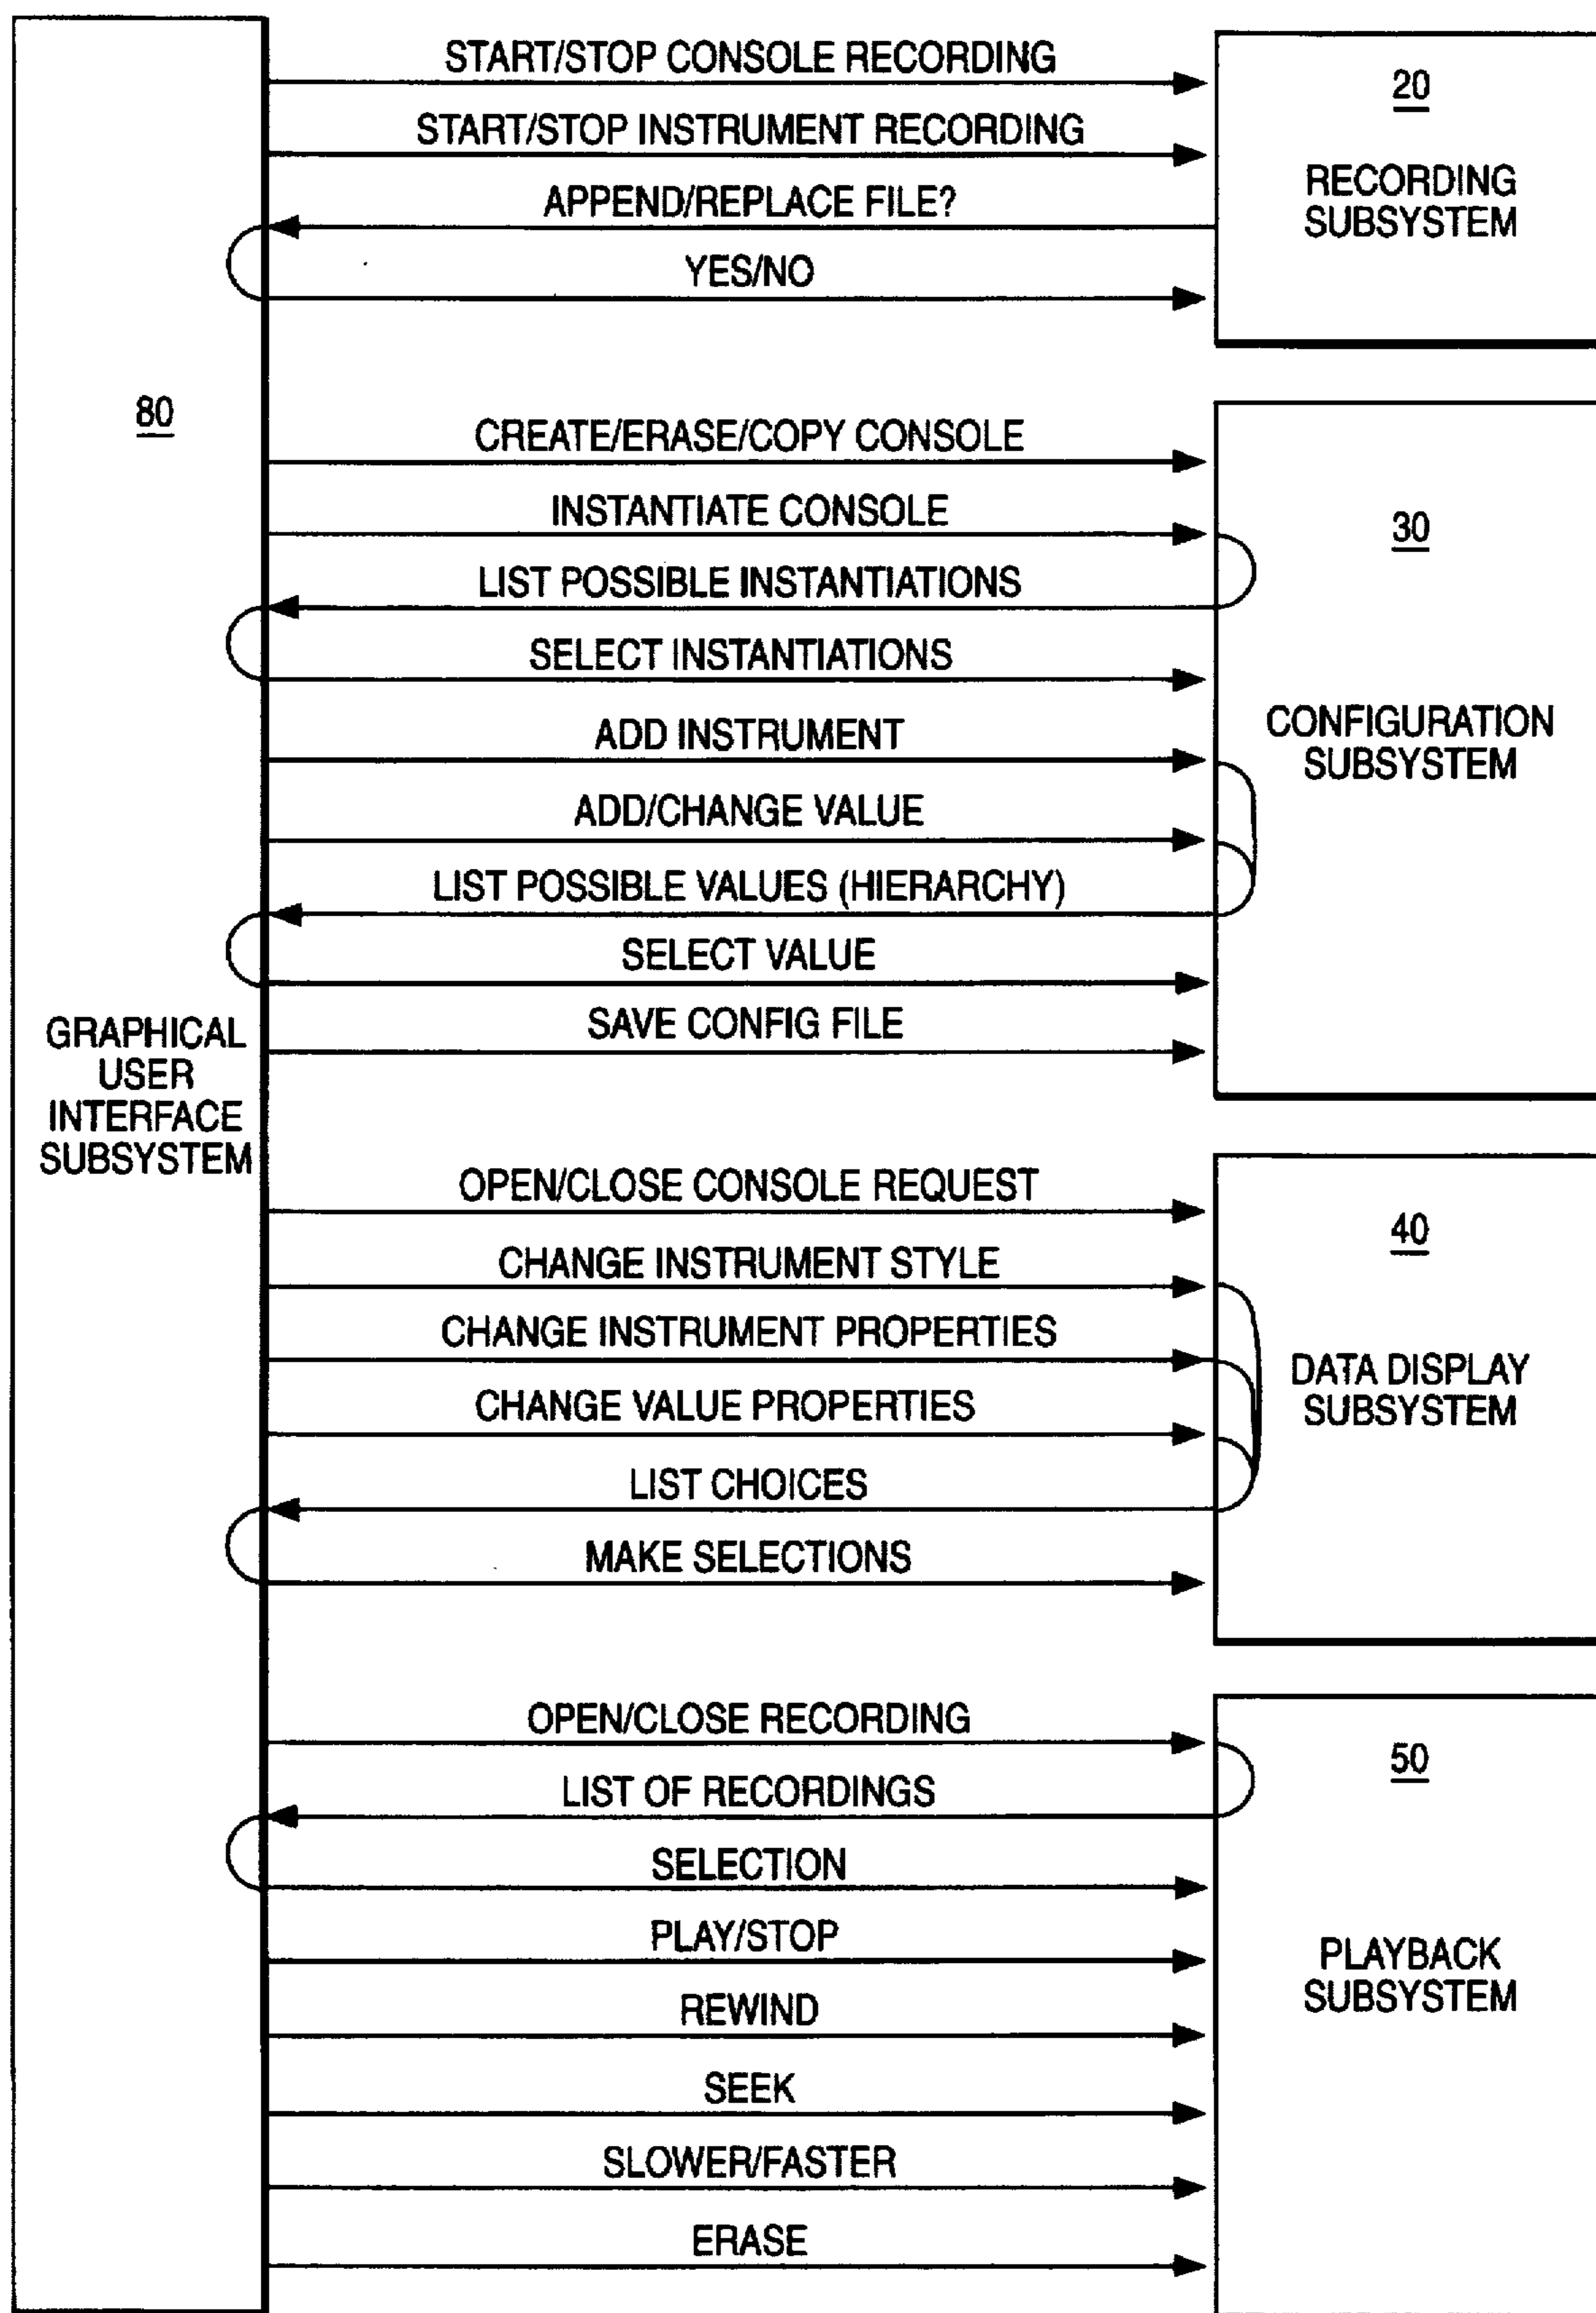 START/STOP CONSOLE RECORDING
START/STOP INSTRUMENT RECORDING
APPEND/REPLACE FILE?
YES/NO
20
RECORDING
SUBSYSTEM
80
GRAPHICAL
USER
INTERFACE
SUBSYSTEM
CREATE/ERASE/COPY CONSOLE
INSTANTIATE CONSOLE
LIST POSSIBLE INSTANTIATIONS
SELECT INSTANTIATIONS
ADD INSTRUMENT
ADD/CHANGE VALUE
LIST POSSIBLE VALUES (HIERARCHY)
SELECT VALUE
SAVE CONFIG FILE
30
CONFIGURATION
SUBSYSTEM
OPEN/CLOSE CONSOLE REQUEST
CHANGE INSTRUMENT STYLE
CHANGE INSTRUMENT PROPERTIES
CHANGE VALUE PROPERTIES
LIST CHOICES
MAKE SELECTIONS
40
DATA DISPLAY
SUBSYSTEM
OPEN/CLOSE RECORDING
LIST OF RECORDINGS
SELECTION
PLAY/STOP
REWIND
SEEK
SLOWER/FASTER
ERASE
50
PLAYBACK
SUBSYSTEM